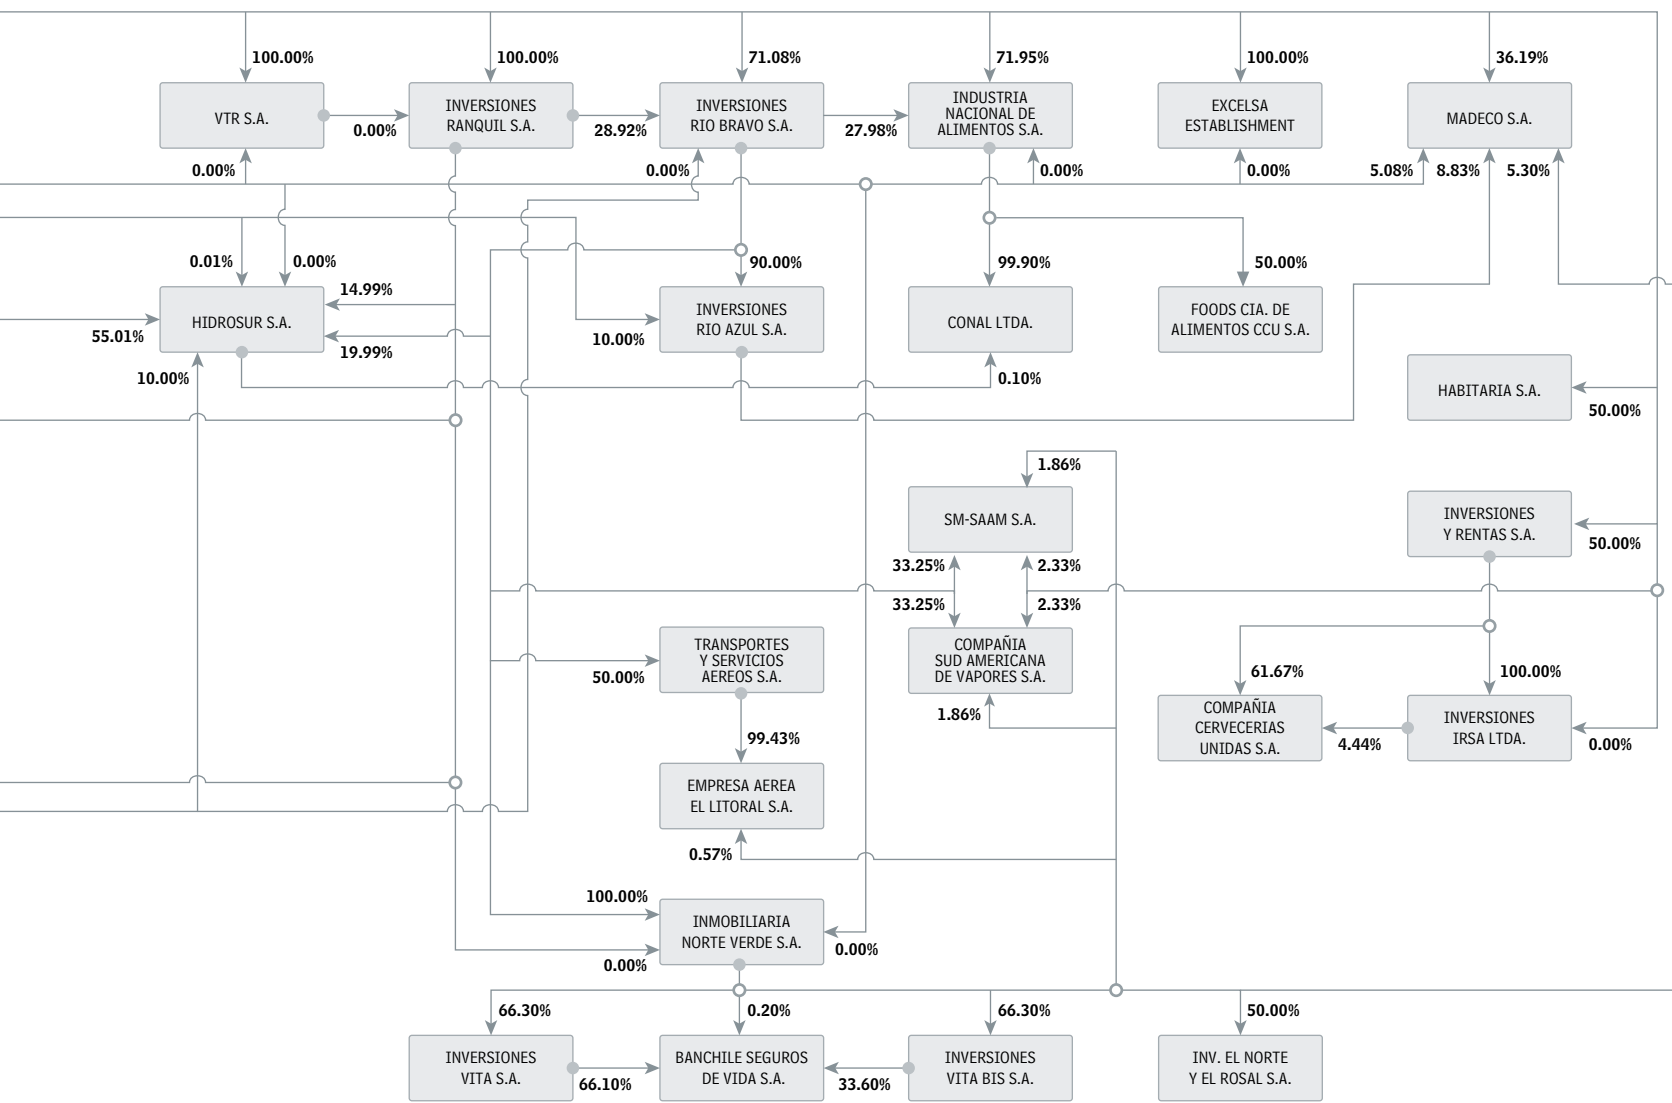 100.00%
100.00%
71.08%
71.95%
100.00%
36.19%
VTR S.A.
0.00%
INVERSIONES
RANQUIL S.A.
28.92%
INVERSIONES
RIO BRAVO S.A.
27.98%
INDUSTRIA
NACIONAL DE
ALIMENTOS S.A.
EXCELSA
ESTABLISHMENT
MADECO S.A.
0.00%
0.00%
0.00%
0.00%
5.08%
8.83%
5.30%
0.01%
0.00%
90.00%
99.90%
50.00%
55.01%
HIDROSUR S.A.
14.99%
19.99%
10.00%
INVERSIONES
RIO AZUL S.A.
CONAL LTDA.
FOODS CIA. DE
ALIMENTOS CCU S.A.
10.00%
0.10%
HABITARIA S.A.
50.00%
1.86%
SM-SAAM S.A.
INVERSIONES
Y RENTAS S.A.
50.00%
33.25%
2.33%
33.25%
2.33%
TRANSPORTES
Y SERVICIOS
AEREOS S.A.
50.00%
COMPAÑIA
SUD AMERICANA
DE VAPORES S.A.
1.86%
61.67%
100.00%
COMPAÑIA
CERVECERIAS
UNIDAS S.A.
4.44%
INVERSIONES
IRSA LTDA.
0.00%
99.43%
EMPRESA AEREA
EL LITORAL S.A.
0.57%
100.00%
INMOBILIARIA
NORTE VERDE S.A.
0.00%
0.00%
66.30%
0.20%
66.30%
50.00%
INVERSIONES
VITA S.A.
66.10%
BANCHILE SEGUROS
DE VIDA S.A.
33.60%
INVERSIONES
VITA BIS S.A.
INV. EL NORTE
Y EL ROSAL S.A.